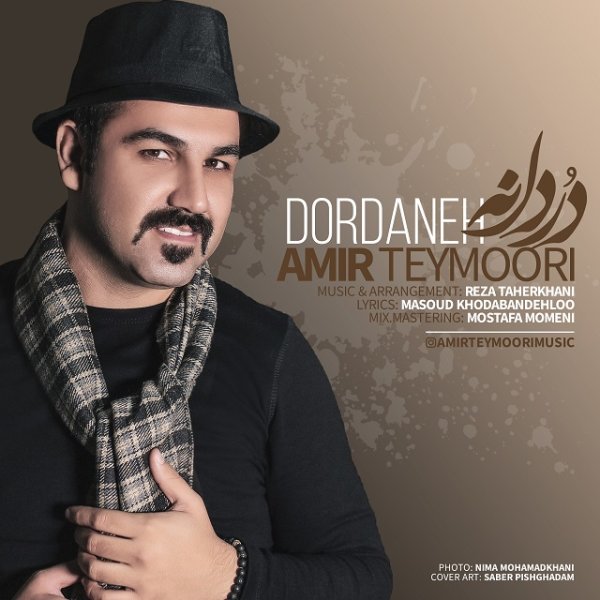 DORDANEH
دُردانه
AMIR TEYMOORI
MUSIC & ARRANGEMENT: REZA TAHERKHANI
LYRICS: MASOUD KHODABANDEHLOO
MIX.MASTERING: MOSTAFA MOMENI
@AMIRTEYMOORIMUSIC
PHOTO: NIMA MOHAMADKHANI
COVER ART: SABER PISHGHADAM